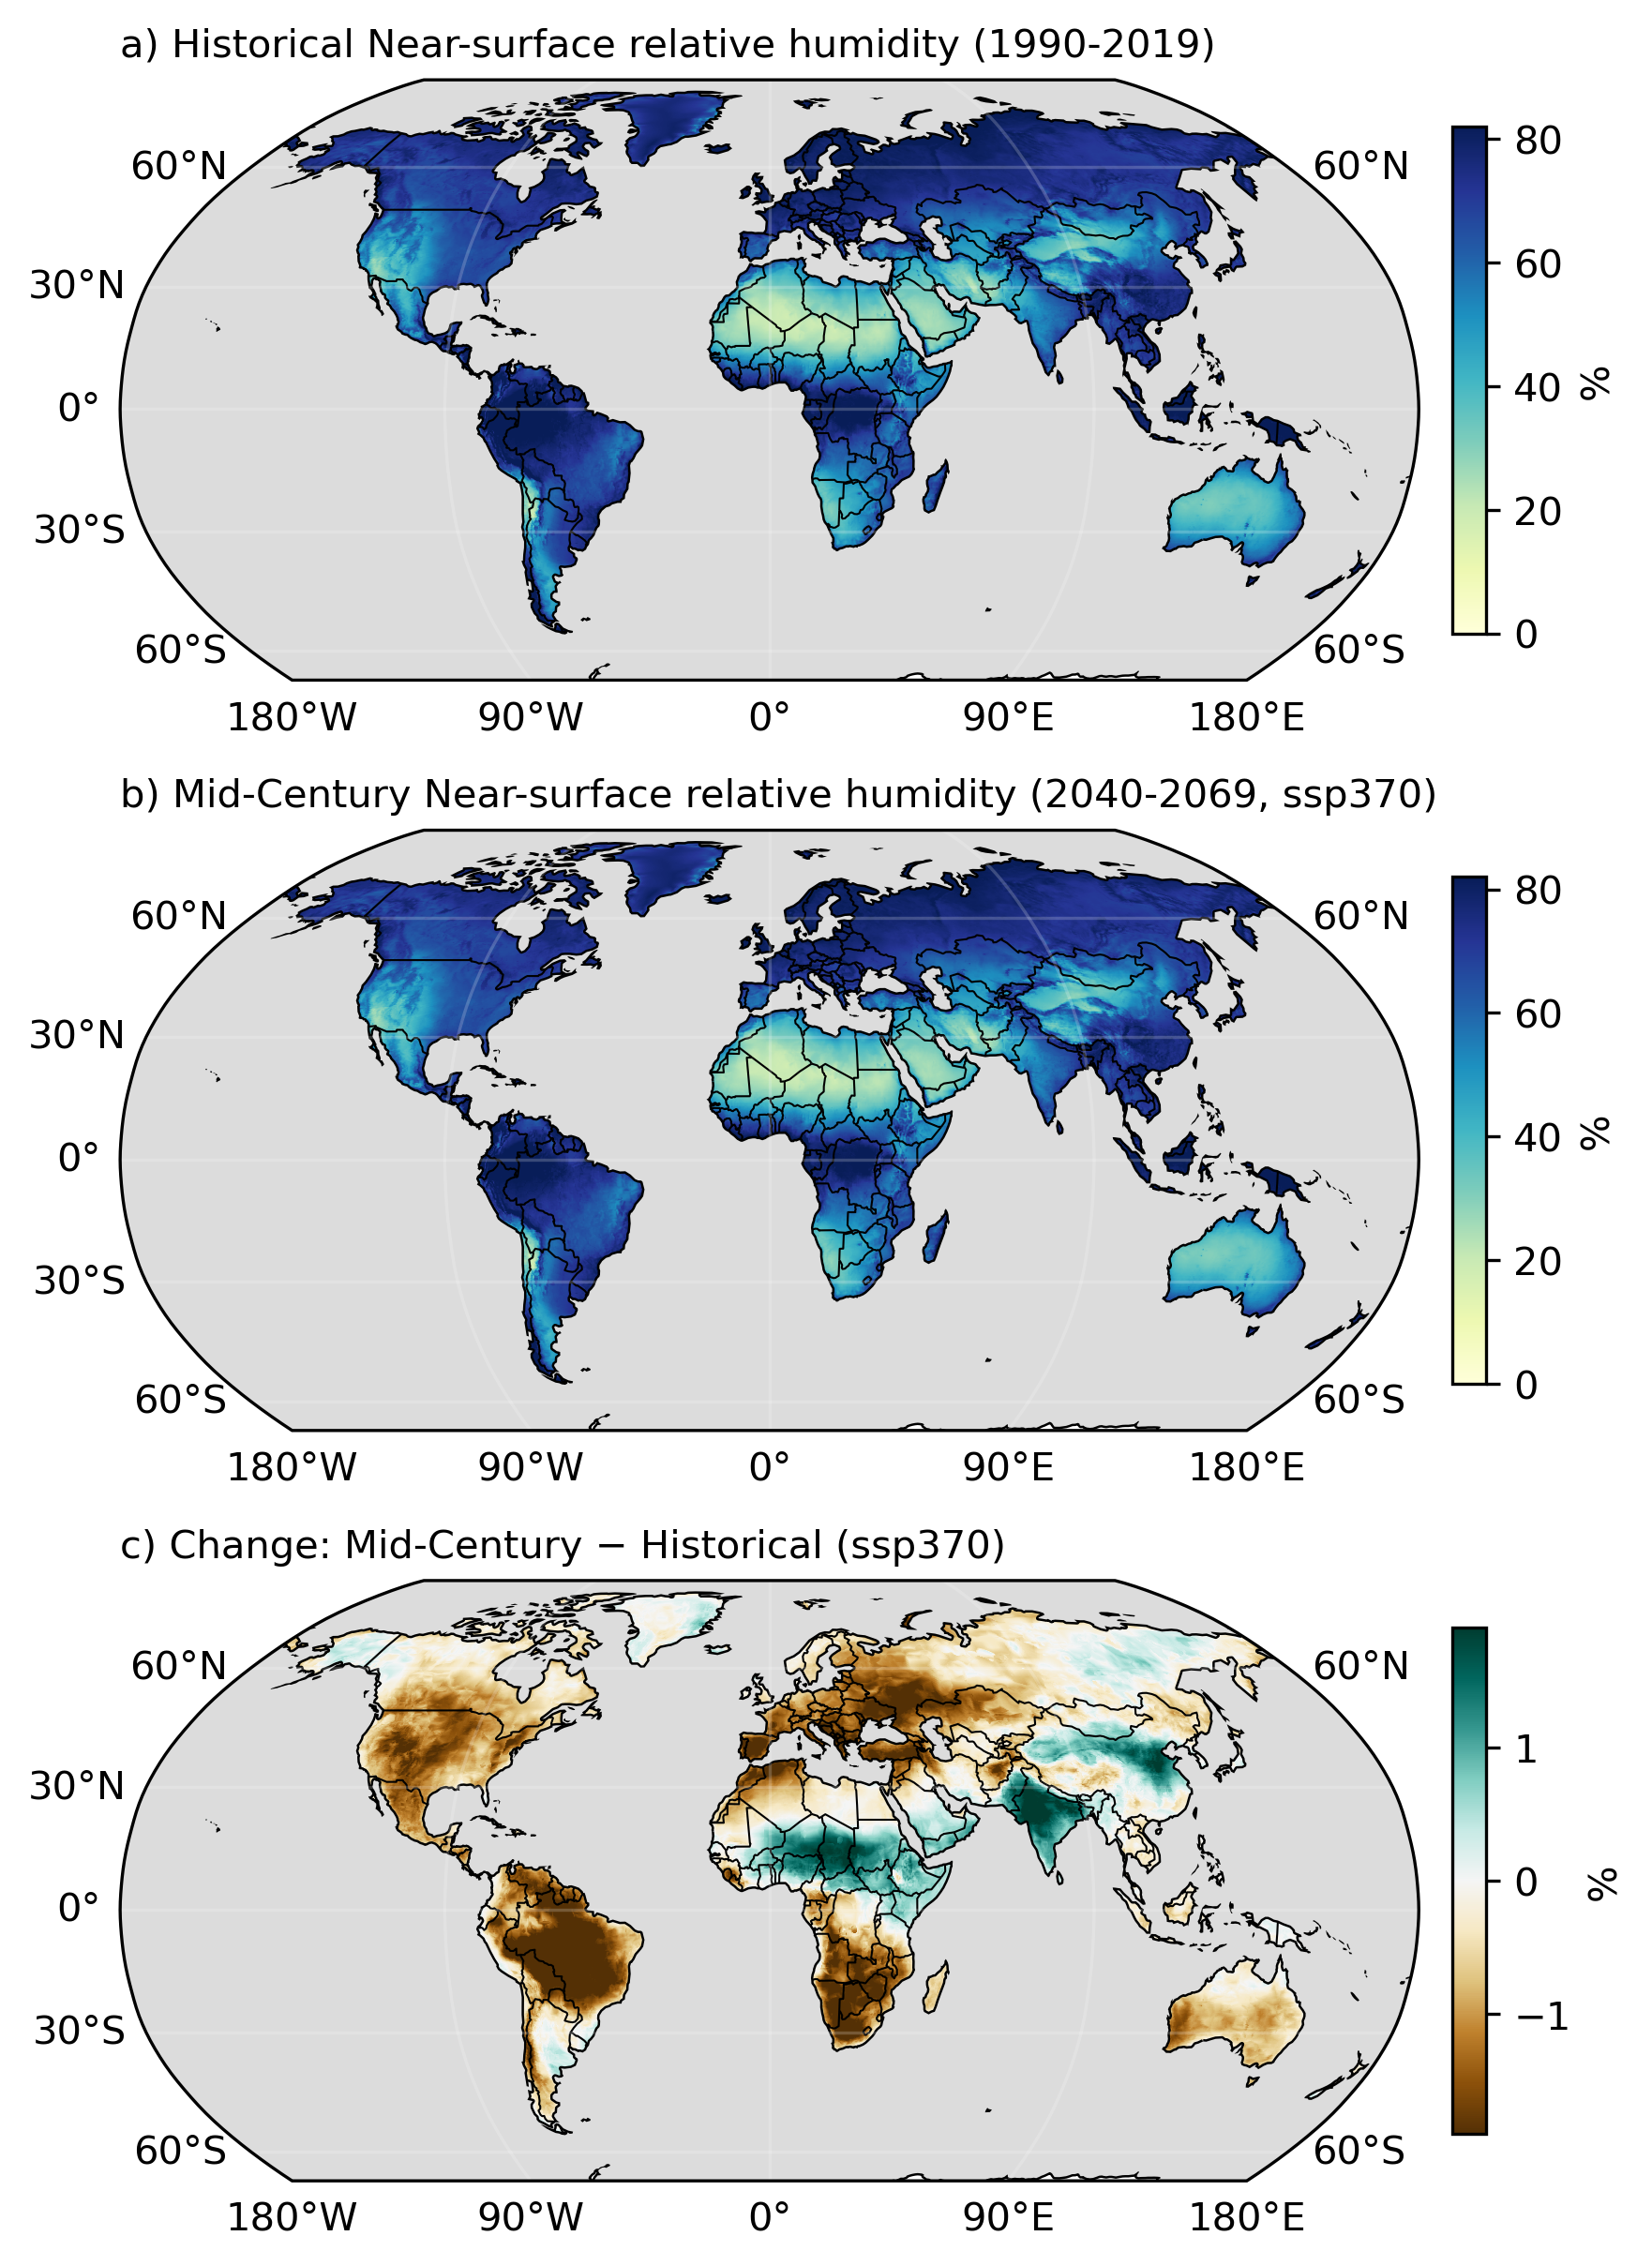 a) Historical Near-surface relative humidity (1990-2019)
60°N 60°N
30°N
0°
30°S
60°S 60°S
180°W 90°W 0° 90°E 180°E
80
60
40
20
0
%
b) Mid-Century Near-surface relative humidity (2040-2069, ssp370)
60°N 60°N
30°N
0°
30°S
60°S 60°S
180°W 90°W 0° 90°E 180°E
80
60
40
20
0
%
c) Change: Mid-Century − Historical (ssp370)
60°N 60°N
30°N
0°
30°S
60°S 60°S
180°W 90°W 0° 90°E 180°E
1
0
−1
%